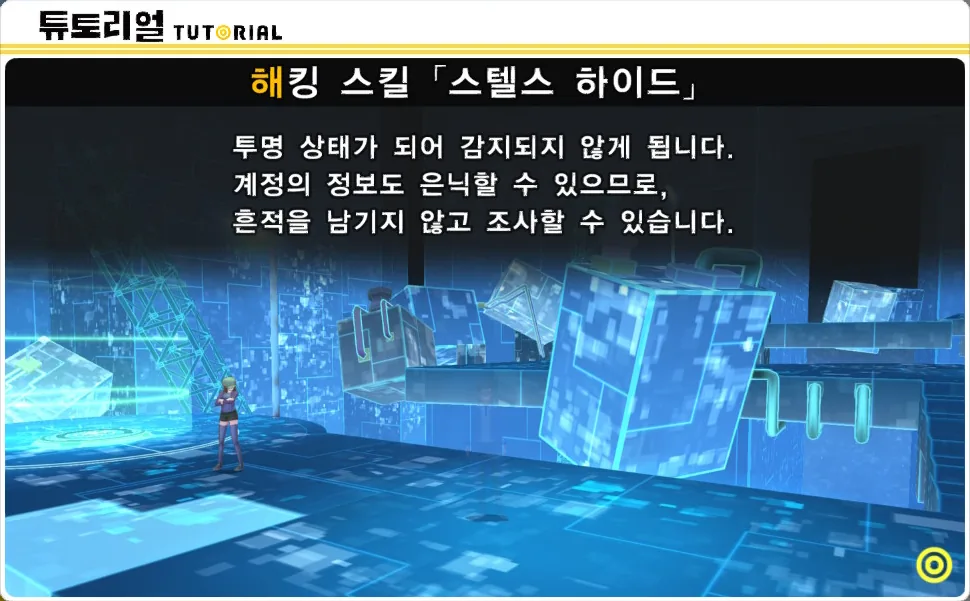 튜토리얼 TUTORIAL
해킹 스킬 「스텔스 하이드」
투명 상태가 되어 감지되지 않게 됩니다.
계정의 정보도 은닉할 수 있으므로,
흔적을 남기지 않고 조사할 수 있습니다.